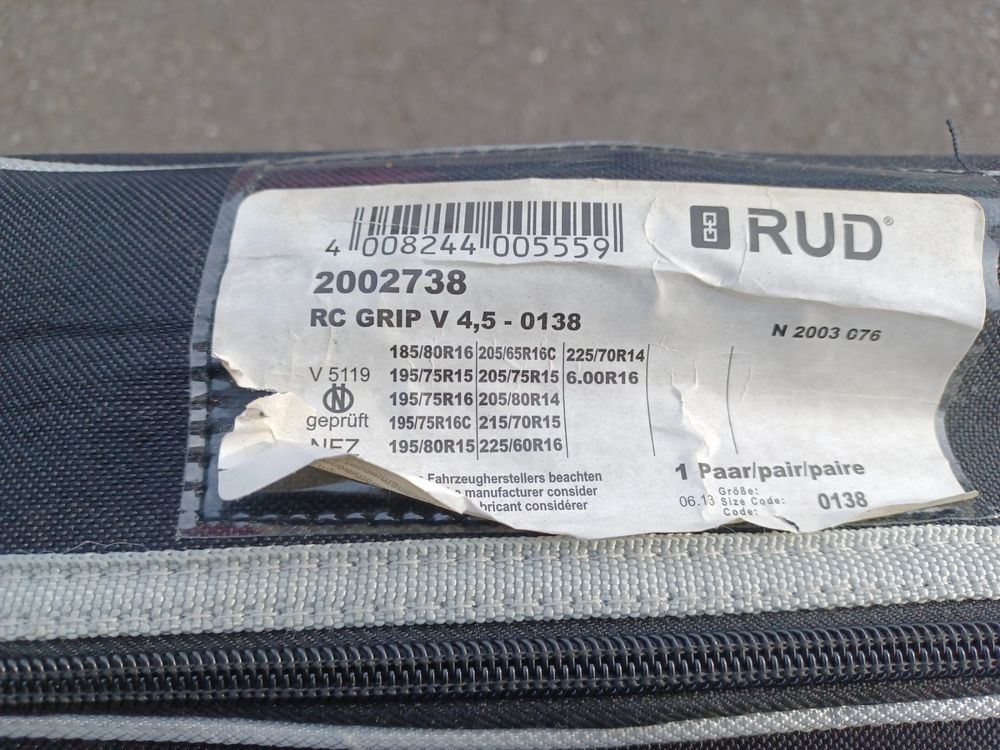 4 008244 005559
RUD®
2002738
RC GRIP V 4,5 - 0138
N 2003 676
185/80R16 205/65R16C 225/70R14
V 5119 195/75R15 205/75R15 6.00R16
195/75R16 205/80R14
geprüft 195/75R16C 215/70R15
195/80R15 225/60R16
Fahrzeugherstellers beachten
manufacturer consider
considérer
1 Paar/pair/paire
Größe:
06.13 Size Code: 0138
Code: